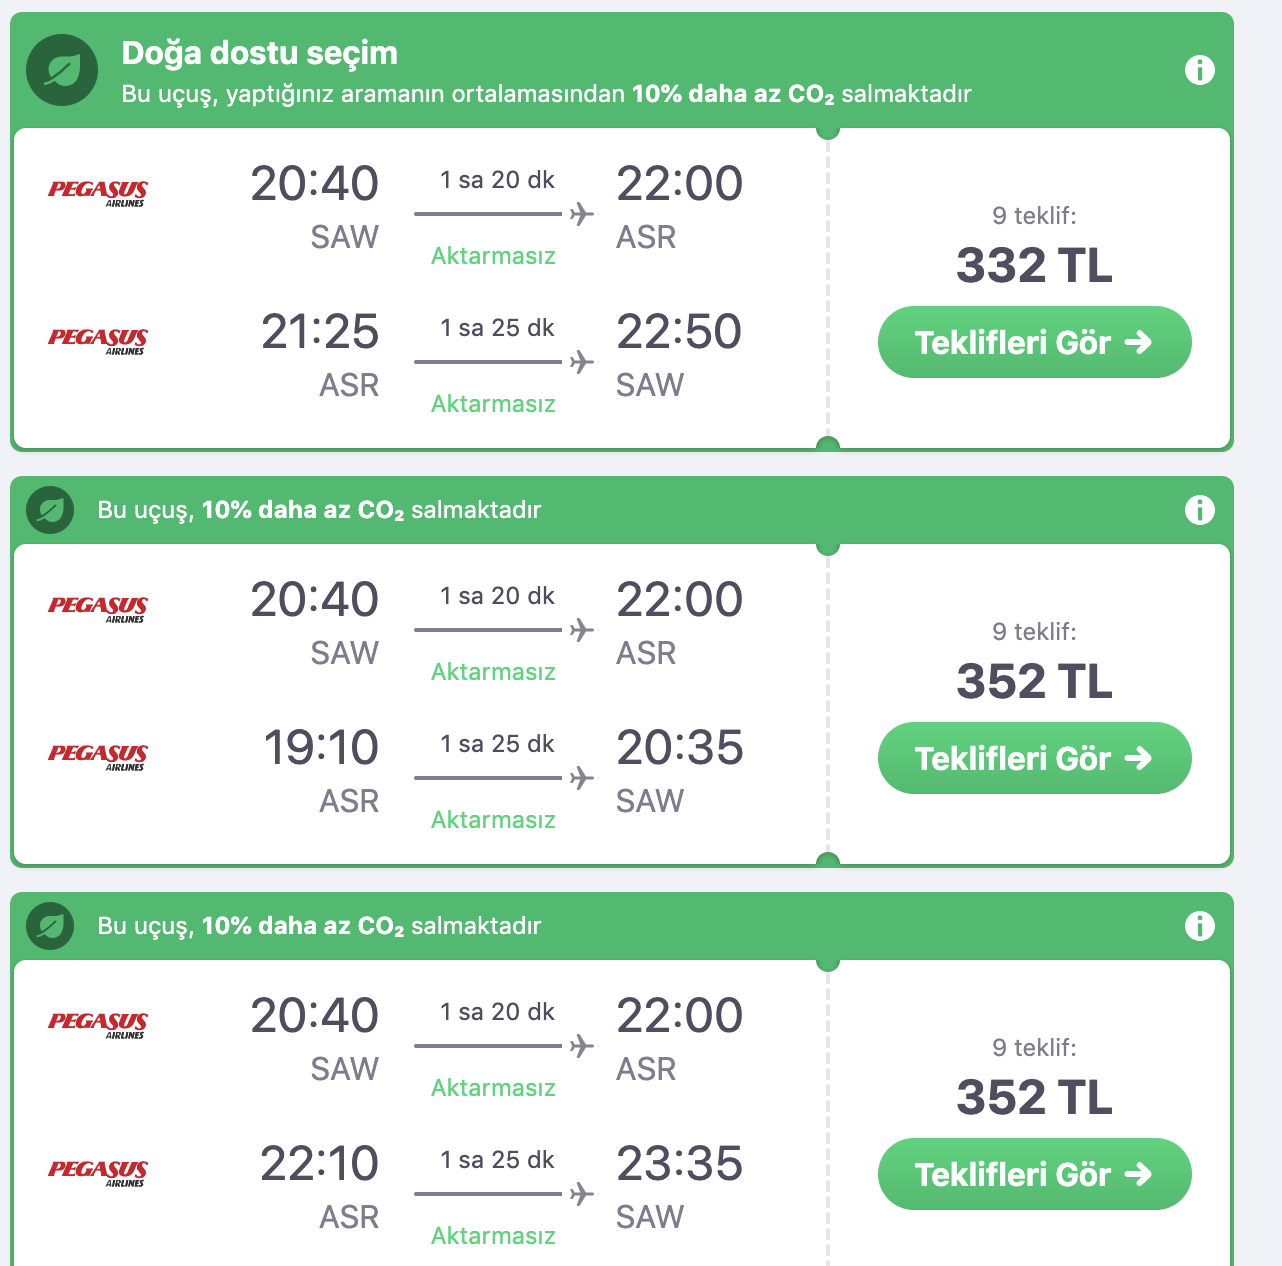 Doğa dostu seçim
Bu uçuş, yaptığınız aramanın ortalamasından 10% daha az CO₂ salmaktadır
PEGASUS AIRLINES
20:40 1 sa 20 dk 22:00
SAW Aktarmasız ASR
PEGASUS AIRLINES
21:25 1 sa 25 dk 22:50
ASR Aktarmasız SAW
9 teklif:
332 TL
Teklifleri Gör →
Bu uçuş, 10% daha az CO₂ salmaktadır
PEGASUS AIRLINES
20:40 1 sa 20 dk 22:00
SAW Aktarmasız ASR
PEGASUS AIRLINES
19:10 1 sa 25 dk 20:35
ASR Aktarmasız SAW
9 teklif:
352 TL
Teklifleri Gör →
Bu uçuş, 10% daha az CO₂ salmaktadır
PEGASUS AIRLINES
20:40 1 sa 20 dk 22:00
SAW Aktarmasız ASR
PEGASUS AIRLINES
22:10 1 sa 25 dk 23:35
ASR Aktarmasız SAW
9 teklif:
352 TL
Teklifleri Gör →